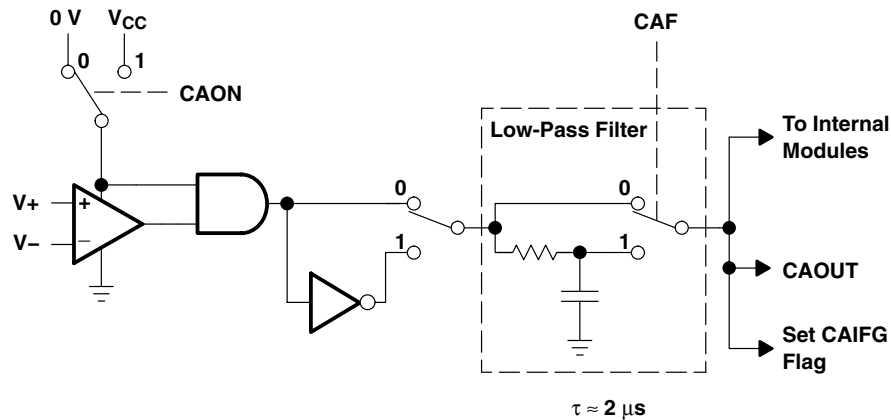 0 V VCC
0 1
CAON
CAF
Low-Pass Filter
To Internal
Modules
V+ +
V− −
0
1
0
1
CAOUT
Set CAIFG
Flag
τ ≈ 2 μs